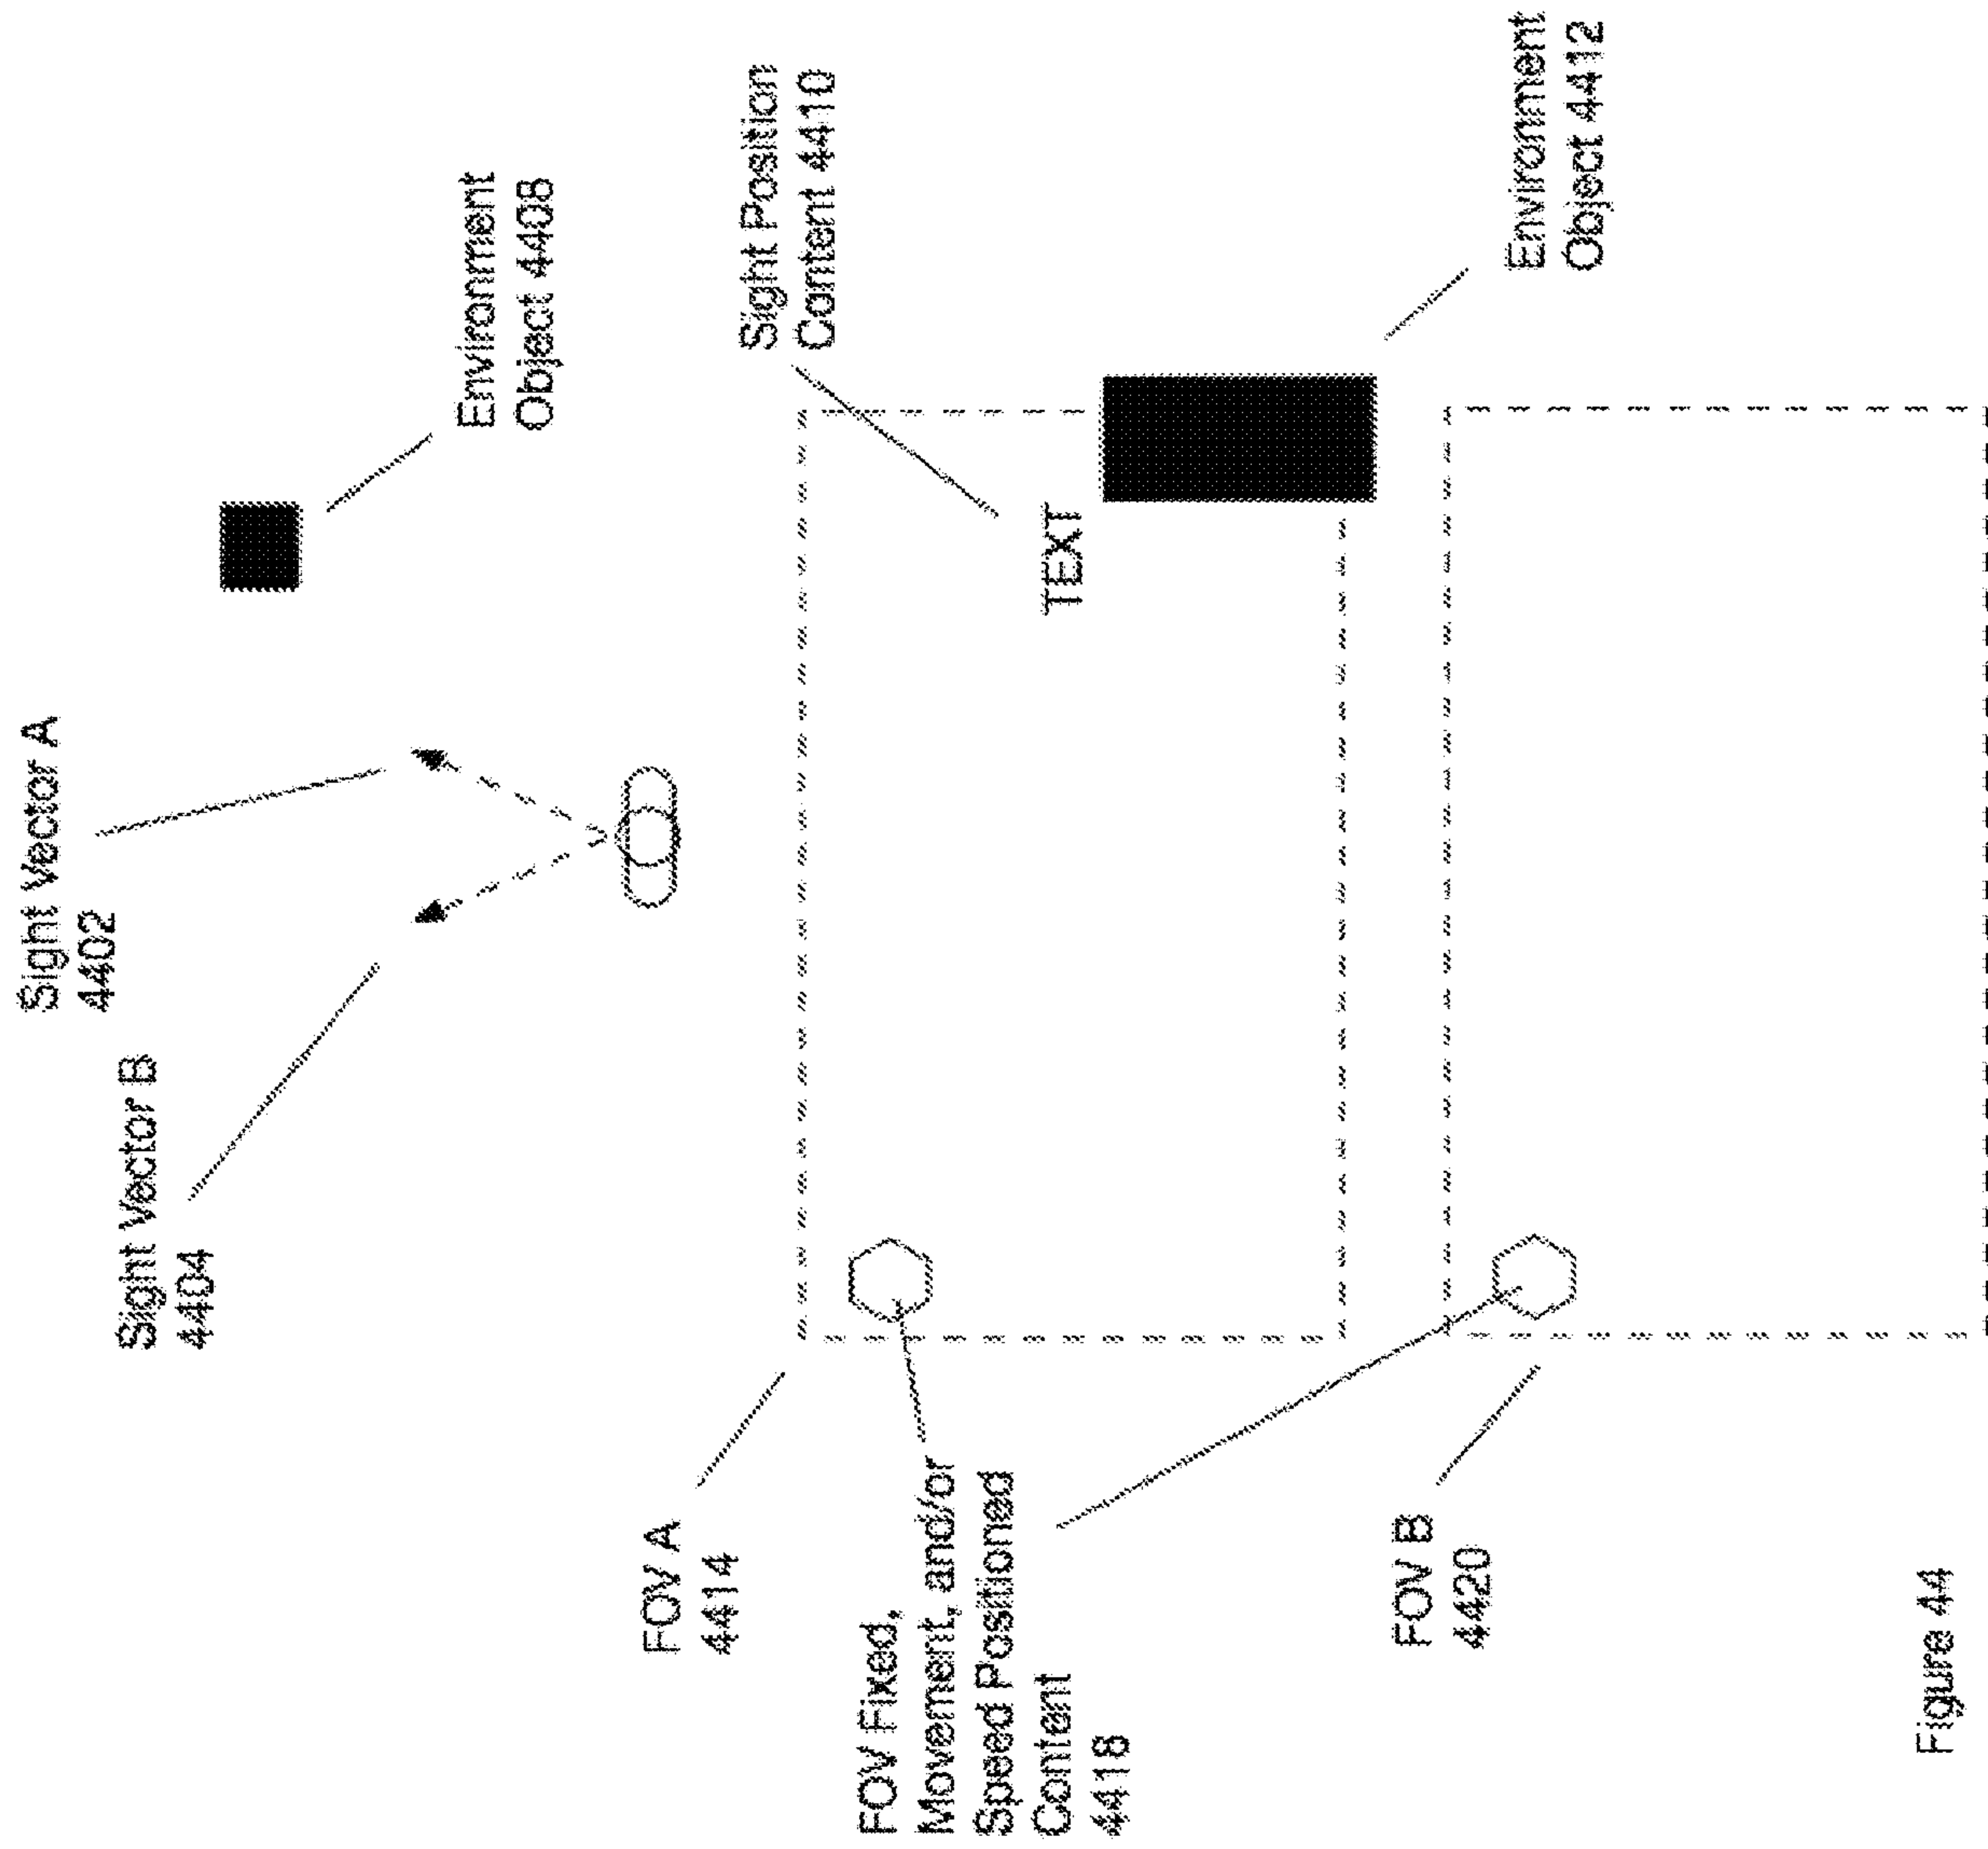 Sight Vector A
4402
Sight Vector B
4404
Environment
Object 4408
FOV A
4414
Sight Position
Content 4410
TEXT
FOV Fixed,
Movement, and/or
Speed Positioned
Content
4418
Environment
Object 4412
FOV B
4420
Figure 44